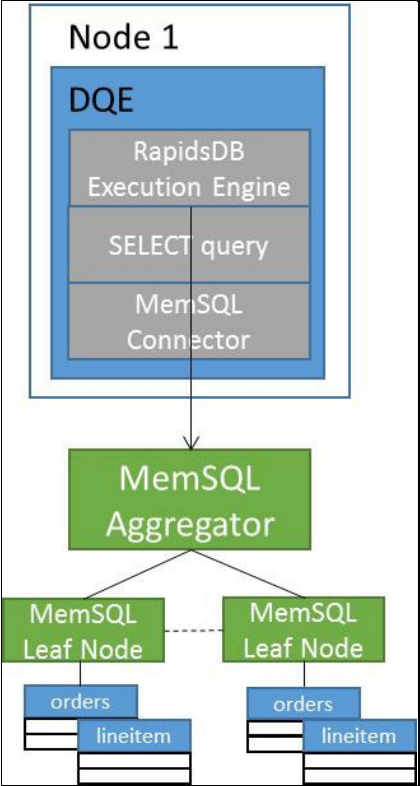 Node 1
DQE
RapidsDB
Execution Engine
SELECT query
MemSQL
Connector
MemSQL
Aggregator
MemSQL
Leaf Node
MemSQL
Leaf Node
orders
lineitem
orders
lineitem